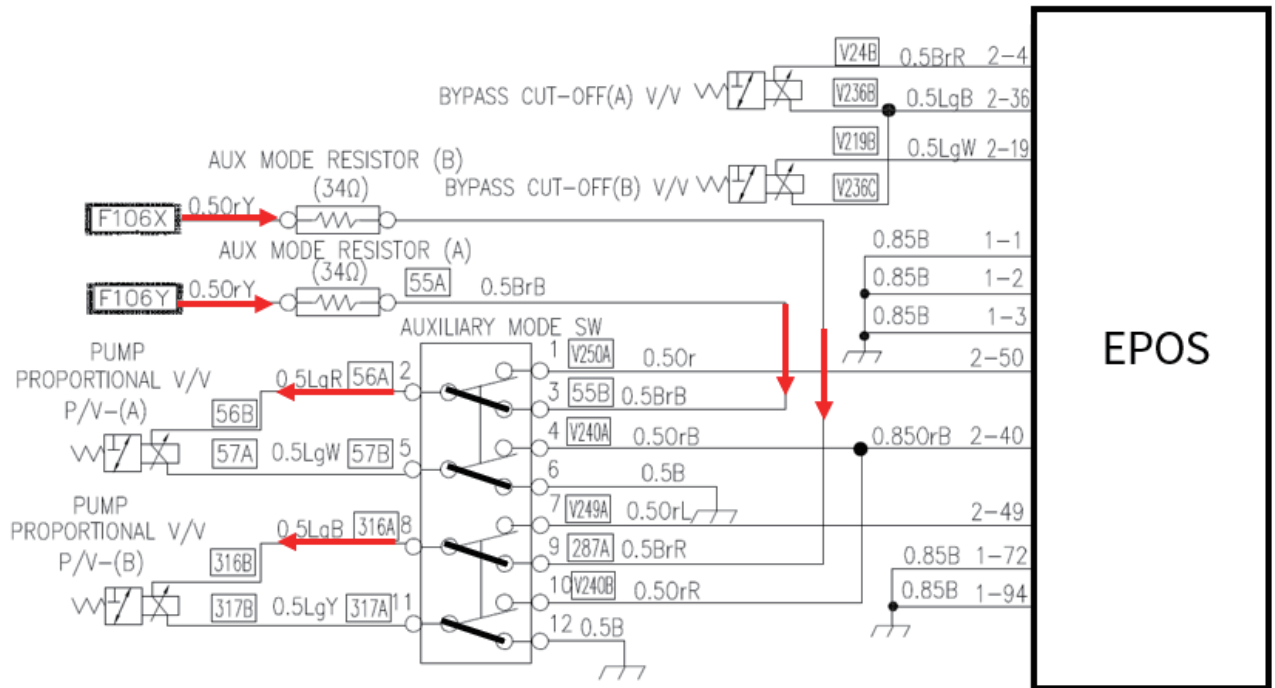 V24B 0.5BrR 2-4
BYPASS CUT-OFF(A) V/V V236B 0.5LgB 2-36
V219B 0.5LgW 2-19
BYPASS CUT-OFF(B) V/V V236C
AUX MODE RESISTOR (B)
(34Ω)
F106X 0.50rY
AUX MODE RESISTOR (A)
(34Ω)
F106Y 0.50rY 55A 0.5BrB
0.85B 1-1
0.85B 1-2
0.85B 1-3
EPOS
AUXILIARY MODE SW
PUMP
PROPORTIONAL V/V
P/V-(A)
0.5LgR 56A 2
56B
57A 0.5LgW 57B 5
PUMP
PROPORTIONAL V/V
P/V-(B)
0.5LgB 316A 8
316B
317B 0.5LgY 317A 11
1 V250A 0.50r 2-50
3 55B 0.5BrB
4 V240A 0.50rB 0.850rB 2-40
6 0.5B
7 V249A 0.50rL 2-49
9 287A 0.5BrR
10 V240B 0.50rR
12 0.5B
0.85B 1-72
0.85B 1-94